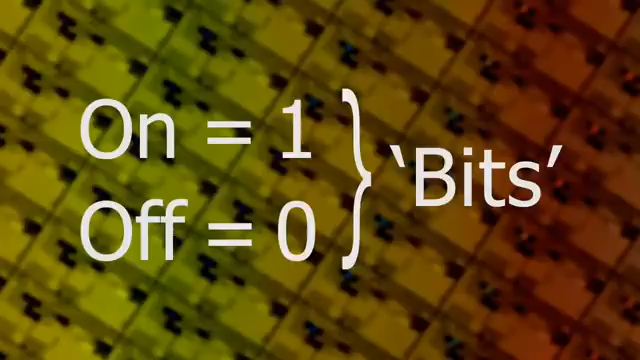 On = 1
Off = 0
} ‘Bits’